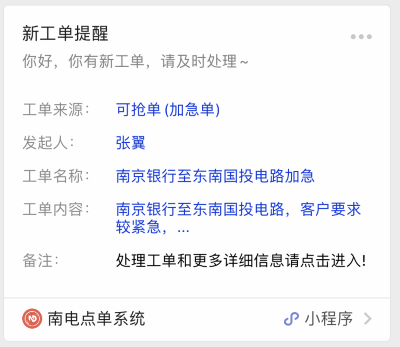 新工单提醒
你好，你有新工单，请及时处理~
工单来源： 可抢单(加急单)
发起人： 张翼
工单名称： 南京银行至东南国投电路加急
工单内容： 南京银行至东南国投电路，客户要求
较紧急，...
备注： 处理工单和更多详细信息请点击进入!
南电点单系统 小程序